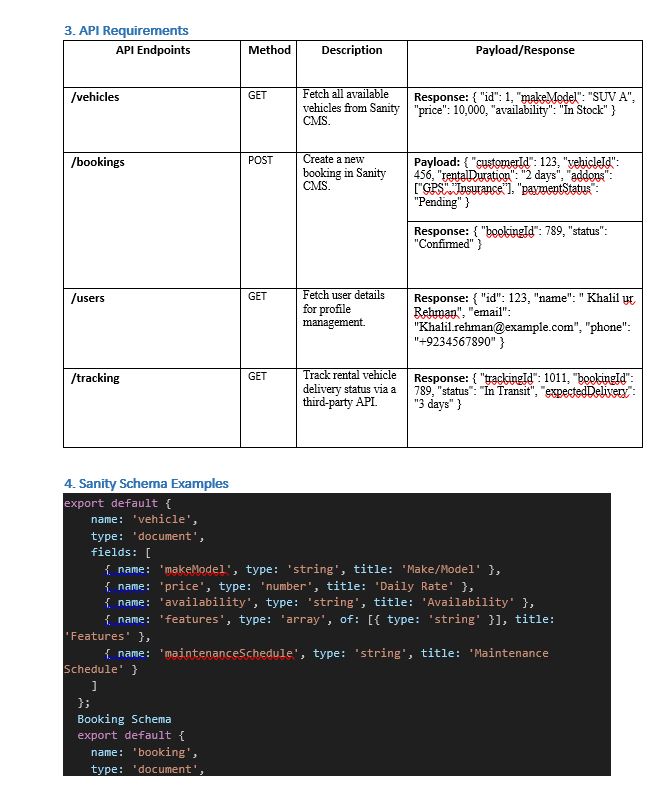 3. API Requirements
API Endpoints Method Description Payload/Response
/vehicles GET Fetch all available vehicles from Sanity CMS. Response: { "id": 1, "makeModel": "SUV A", "price": 10,000, "availability": "In Stock" }
/bookings POST Create a new booking in Sanity CMS. Payload: { "customerId": 123, "vehicleId": 456, "rentalDuration": "2 days", "addons": ["GPS","Insurance"], "paymentStatus": "Pending" }
Response: { "bookingId": 789, "status": "Confirmed" }
/users GET Fetch user details for profile management. Response: { "id": 123, "name": " Khalil ur Rehman", "email": "Khalil.rehman@example.com", "phone": "+9234567890" }
/tracking GET Track rental vehicle delivery status via a third-party API. Response: { "trackingId": 1011, "bookingId": 789, "status": "In Transit", "expectedDelivery": "3 days" }
4. Sanity Schema Examples
export default {
name: 'vehicle',
type: 'document',
fields: [
{ name: 'makeModel', type: 'string', title: 'Make/Model' },
{ name: 'price', type: 'number', title: 'Daily Rate' },
{ name: 'availability', type: 'string', title: 'Availability' },
{ name: 'features', type: 'array', of: [{ type: 'string' }], title:
'Features' },
{ name: 'maintenanceSchedule', type: 'string', title: 'Maintenance
Schedule' }
]
};
Booking Schema
export default {
name: 'booking',
type: 'document',